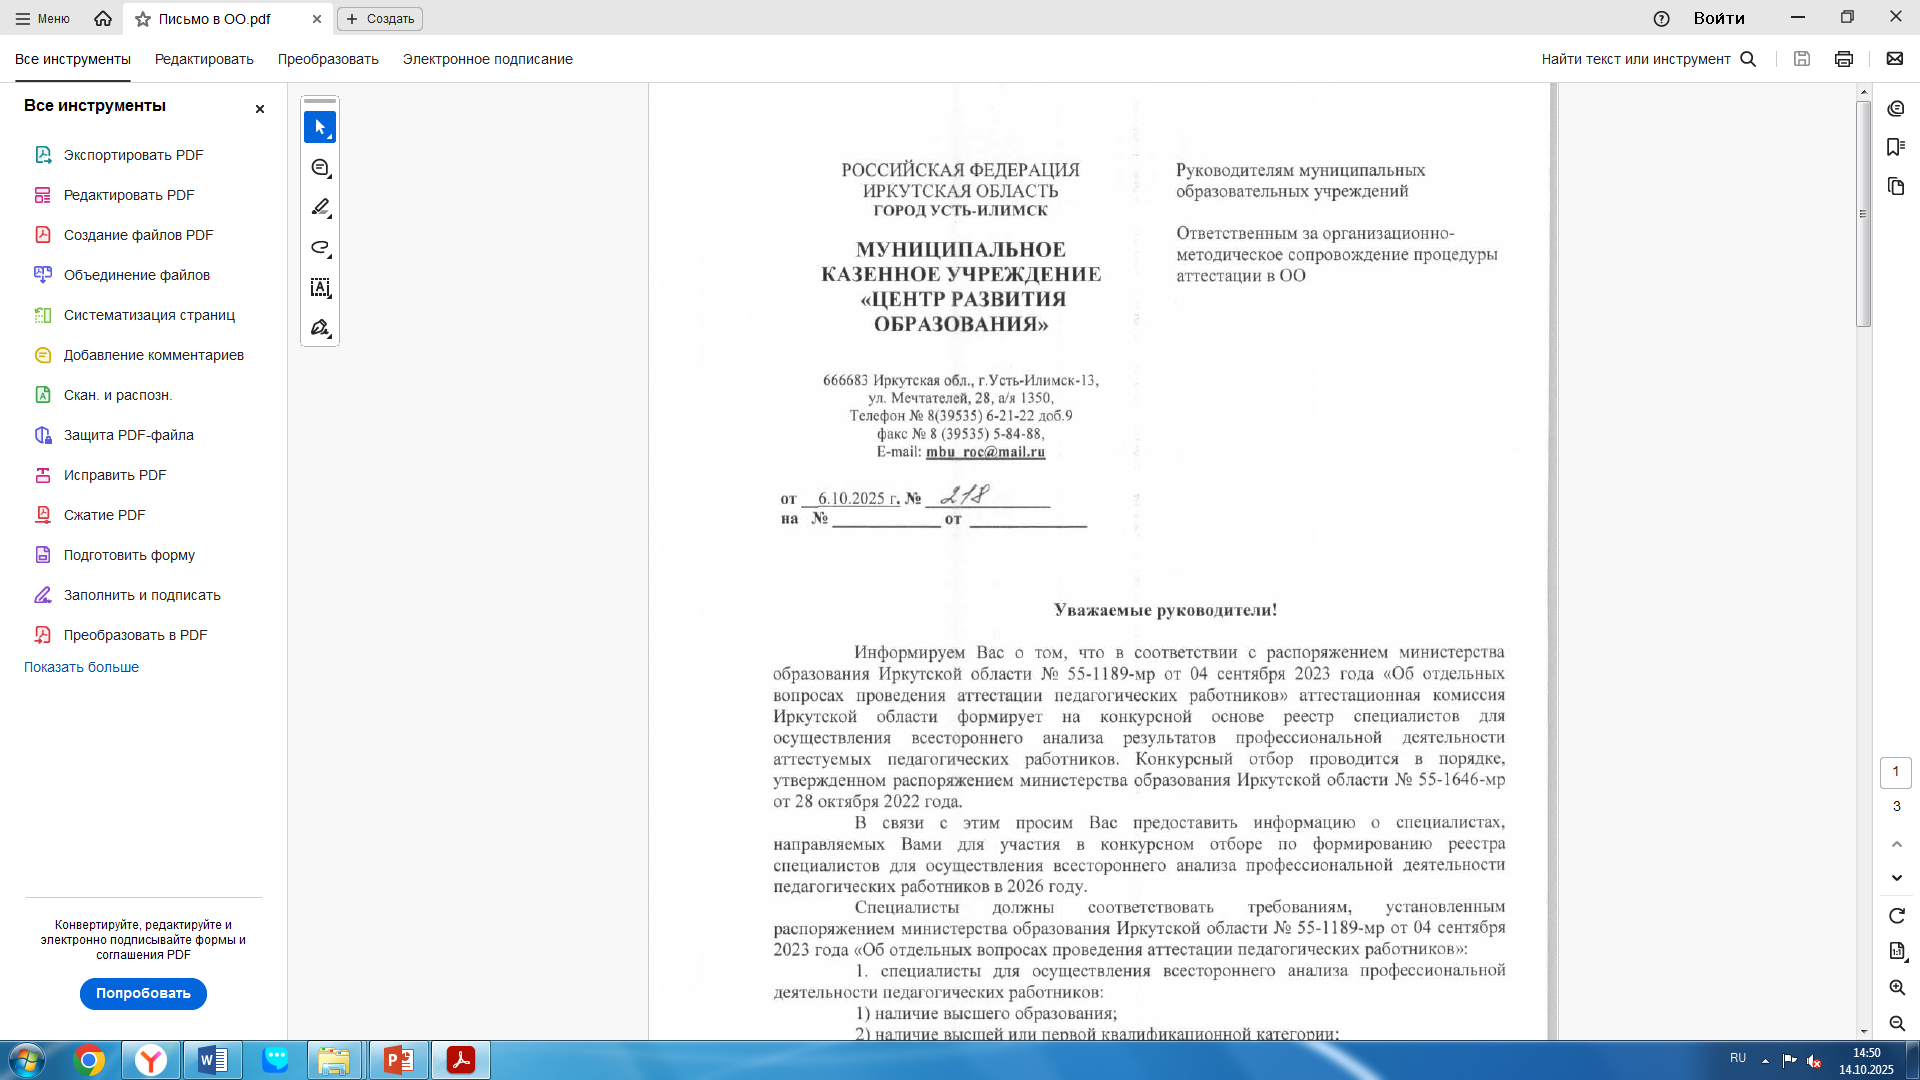 Меню
Письмо в ОО.pdf
Создать
Войти
Все инструменты
Редактировать
Преобразовать
Электронное подписание
Найти текст или инструмент
Все инструменты
Экспортировать PDF
Редактировать PDF
Создание файлов PDF
Объединение файлов
Систематизация страниц
Добавление комментариев
Скан. и распозн.
Защита PDF-файла
Исправить PDF
Сжатие PDF
Подготовить форму
Заполнить и подписать
Преобразовать в PDF
Показать больше
Конвертируйте, редактируйте и
электронно подписывайте формы и
соглашения PDF
Попробовать
РОССИЙСКАЯ ФЕДЕРАЦИЯ
ИРКУТСКАЯ ОБЛАСТЬ
ГОРОД УСТЬ-ИЛИМСК
МУНИЦИПАЛЬНОЕ
КАЗЕННОЕ УЧРЕЖДЕНИЕ
«ЦЕНТР РАЗВИТИЯ
ОБРАЗОВАНИЯ»
666683 Иркутская обл., г.Усть-Илимск-13,
ул. Мечтателей, 28, а/я 1350,
Телефон № 8(39535) 6-21-22 доб.9
факс № 8 (39535) 5-84-88,
E-mail: mbu_roc@mail.ru
от 6.10.2025 г. № 218
на № ____________ от ____________
Руководителям муниципальных
образовательных учреждений
Ответственным за организационно-
методическое сопровождение процедуры
аттестации в ОО
Уважаемые руководители!
Информируем Вас о том, что в соответствии с распоряжением министерства
образования Иркутской области № 55-1189-мр от 04 сентября 2023 года «Об отдельных
вопросах проведения аттестации педагогических работников» аттестационная комиссия
Иркутской области формирует на конкурсной основе реестр специалистов для
осуществления всестороннего анализа результатов профессиональной деятельности
аттестуемых педагогических работников. Конкурсный отбор проводится в порядке,
утвержденном распоряжением министерства образования Иркутской области № 55-1646-мр
от 28 октября 2022 года.
В связи с этим просим Вас предоставить информацию о специалистах,
направляемых Вами для участия в конкурсном отборе по формированию реестра
специалистов для осуществления всестороннего анализа профессиональной деятельности
педагогических работников в 2026 году.
Специалисты должны соответствовать требованиям, установленным
распоряжением министерства образования Иркутской области № 55-1189-мр от 04 сентября
2023 года «Об отдельных вопросах проведения аттестации педагогических работников»:
1. специалисты для осуществления всестороннего анализа профессиональной
деятельности педагогических работников:
1) наличие высшего образования;
2) наличие высшей или первой квалификационной категории;
1
3
RU
14:50
14.10.2025